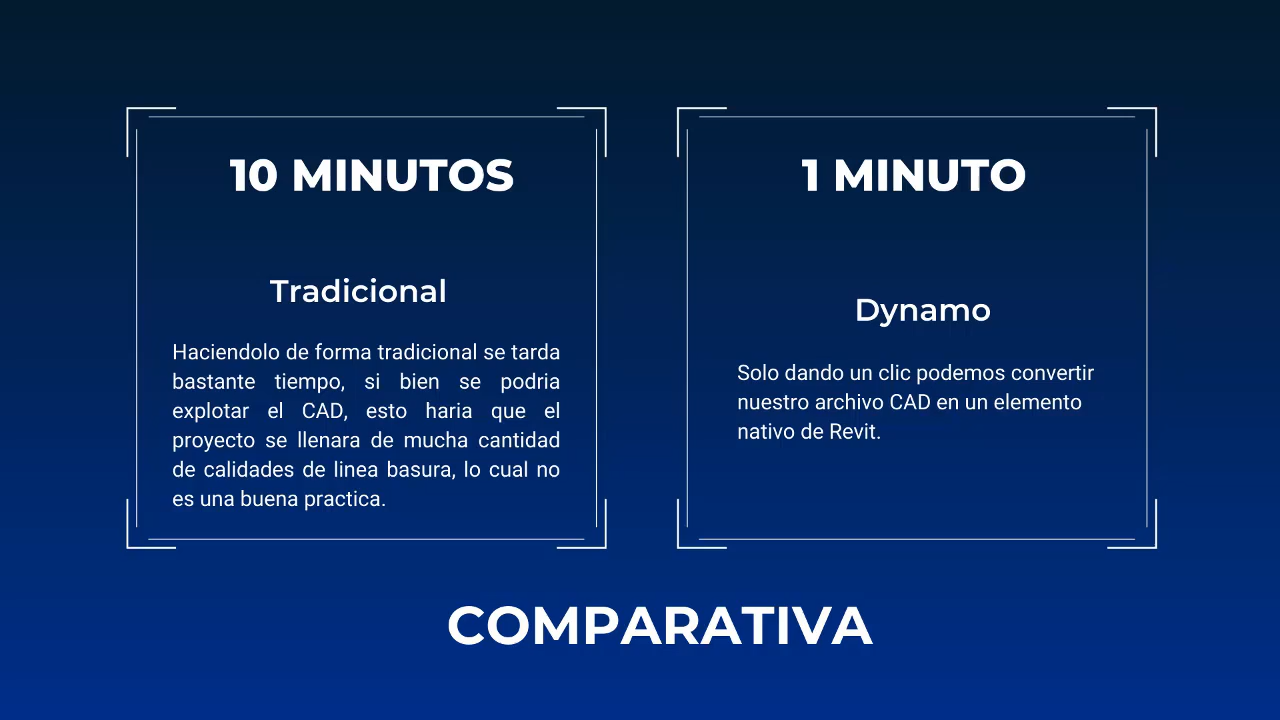 10 MINUTOS
Tradicional
Haciendolo de forma tradicional se tarda
bastante tiempo, si bien se podria
explotar el CAD, esto haria que el
proyecto se llenara de mucha cantidad
de calidades de linea basura, lo cual no
es una buena practica.
1 MINUTO
Dynamo
Solo dando un clic podemos convertir
nuestro archivo CAD en un elemento
nativo de Revit.
COMPARATIVA